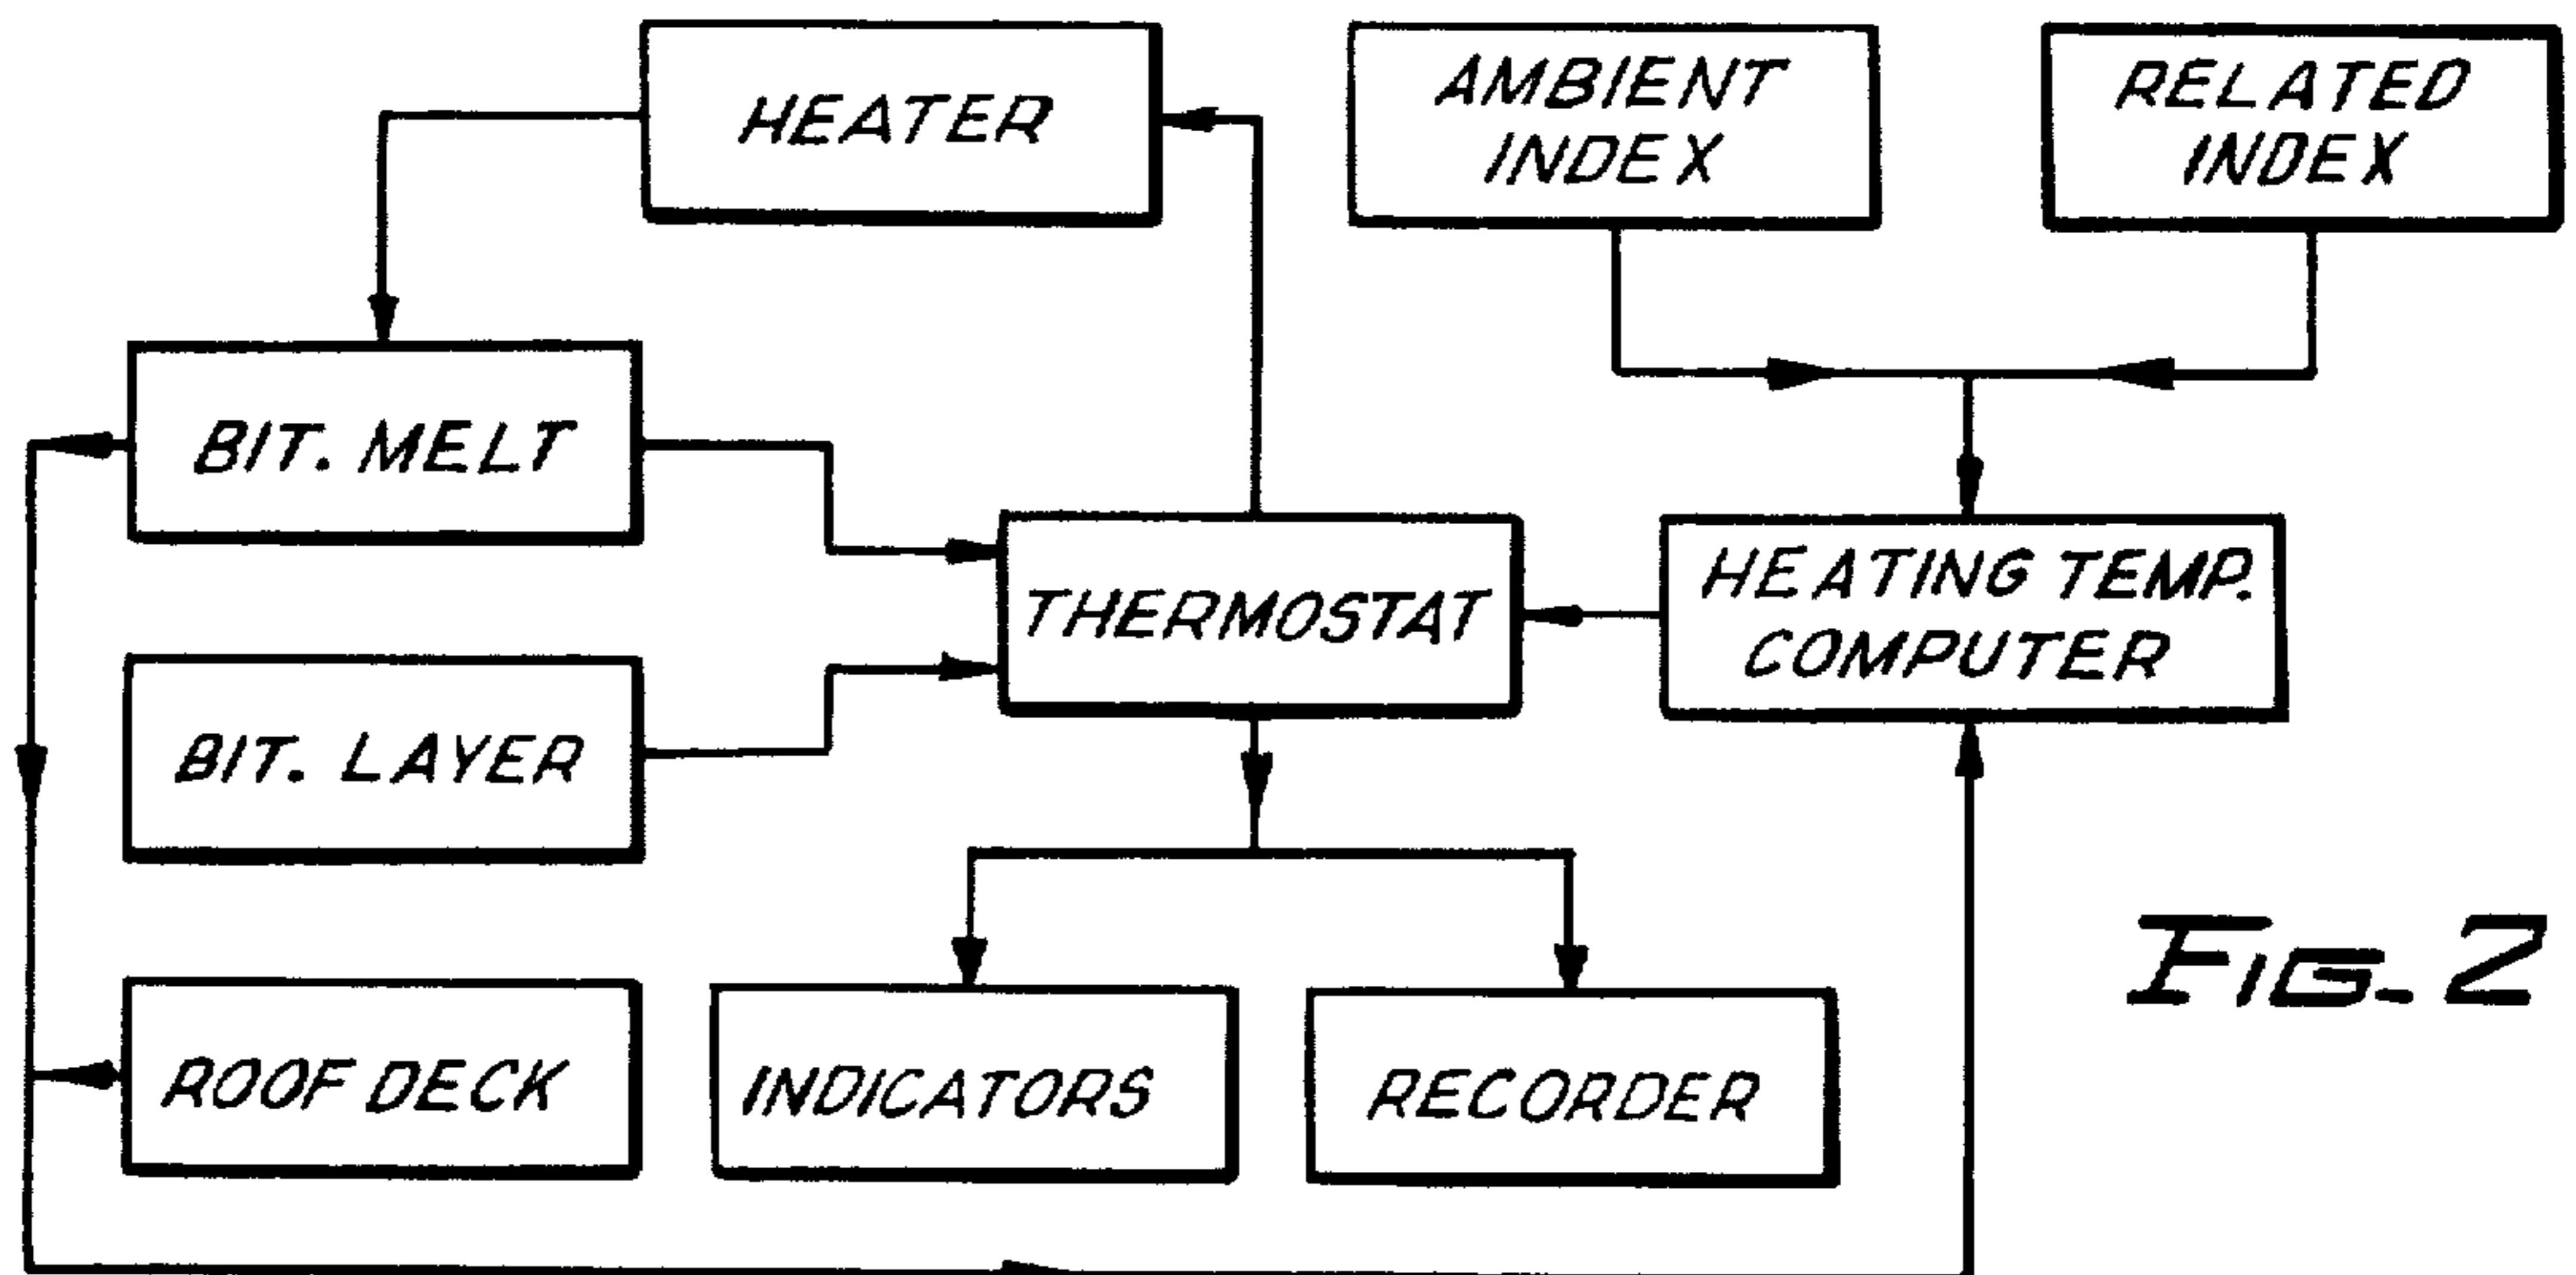 HEATER
AMBIENT
INDEX
RELATED
INDEX
BIT. MELT
THERMOSTAT
HEATING TEMP.
COMPUTER
BIT. LAYER
ROOF DECK
INDICATORS
RECORDER
FIG. 2